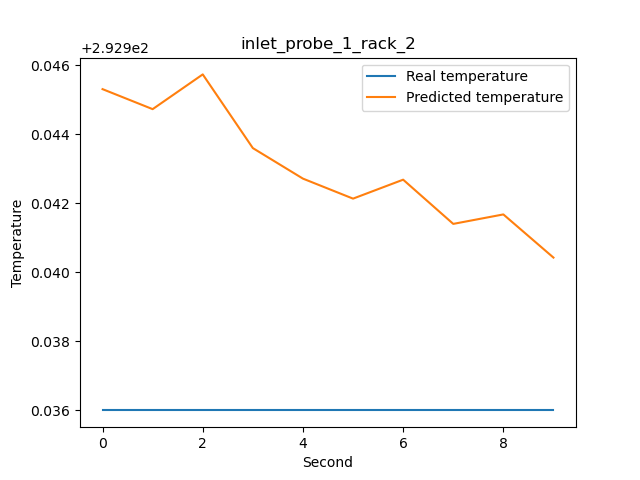 inlet_probe_1_rack_2
+2.929e2
0.046
0.044
0.042
0.040
0.038
0.036
Temperature
Real temperature
Predicted temperature
0 2 4 6 8
Second